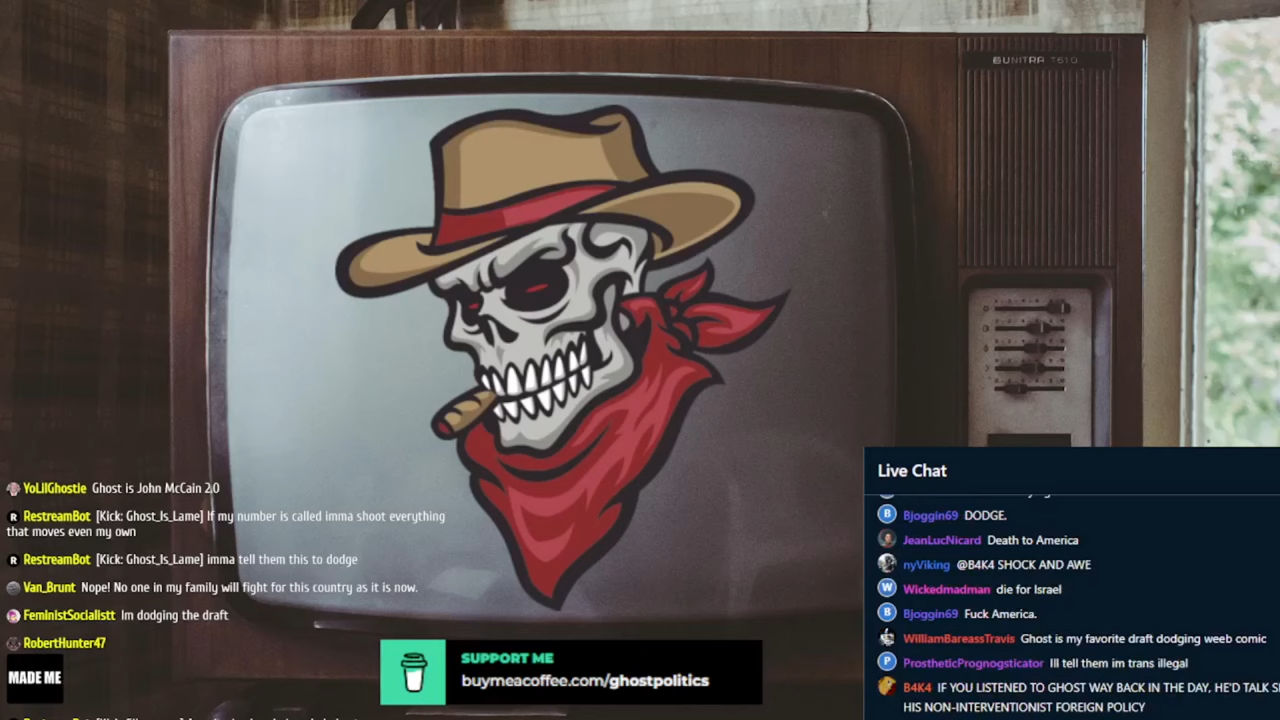 UNITRA T610
YoLilGhostie Ghost is John McCain 2.0
R RestreamBot [Kick: Ghost_Is_Lame] If my number is called imma shoot everything
that moves even my own
R RestreamBot [Kick: Ghost_Is_Lame] imma tell them this to dodge
Van_Brunt Nope! No one in my family will fight for this country as it is now.
FeministSocialistt Im dodging the draft
RobertHunter47
MADE ME
SUPPORT ME
buymeacoffee.com/ghostpolitics
Live Chat
B Bjoggin69 DODGE.
JeanLucNicard Death to America
nyViking @B4K4 SHOCK AND AWE
W Wickedmadman die for Israel
B Bjoggin69 Fuck America.
WilliamBareassTravis Ghost is my favorite draft dodging weeb comic
P ProstheticPrognogsticator Ill tell them im trans illegal
B4K4 IF YOU LISTENED TO GHOST WAY BACK IN THE DAY, HE'D TALK
HIS NON-INTERVENTIONIST FOREIGN POLICY